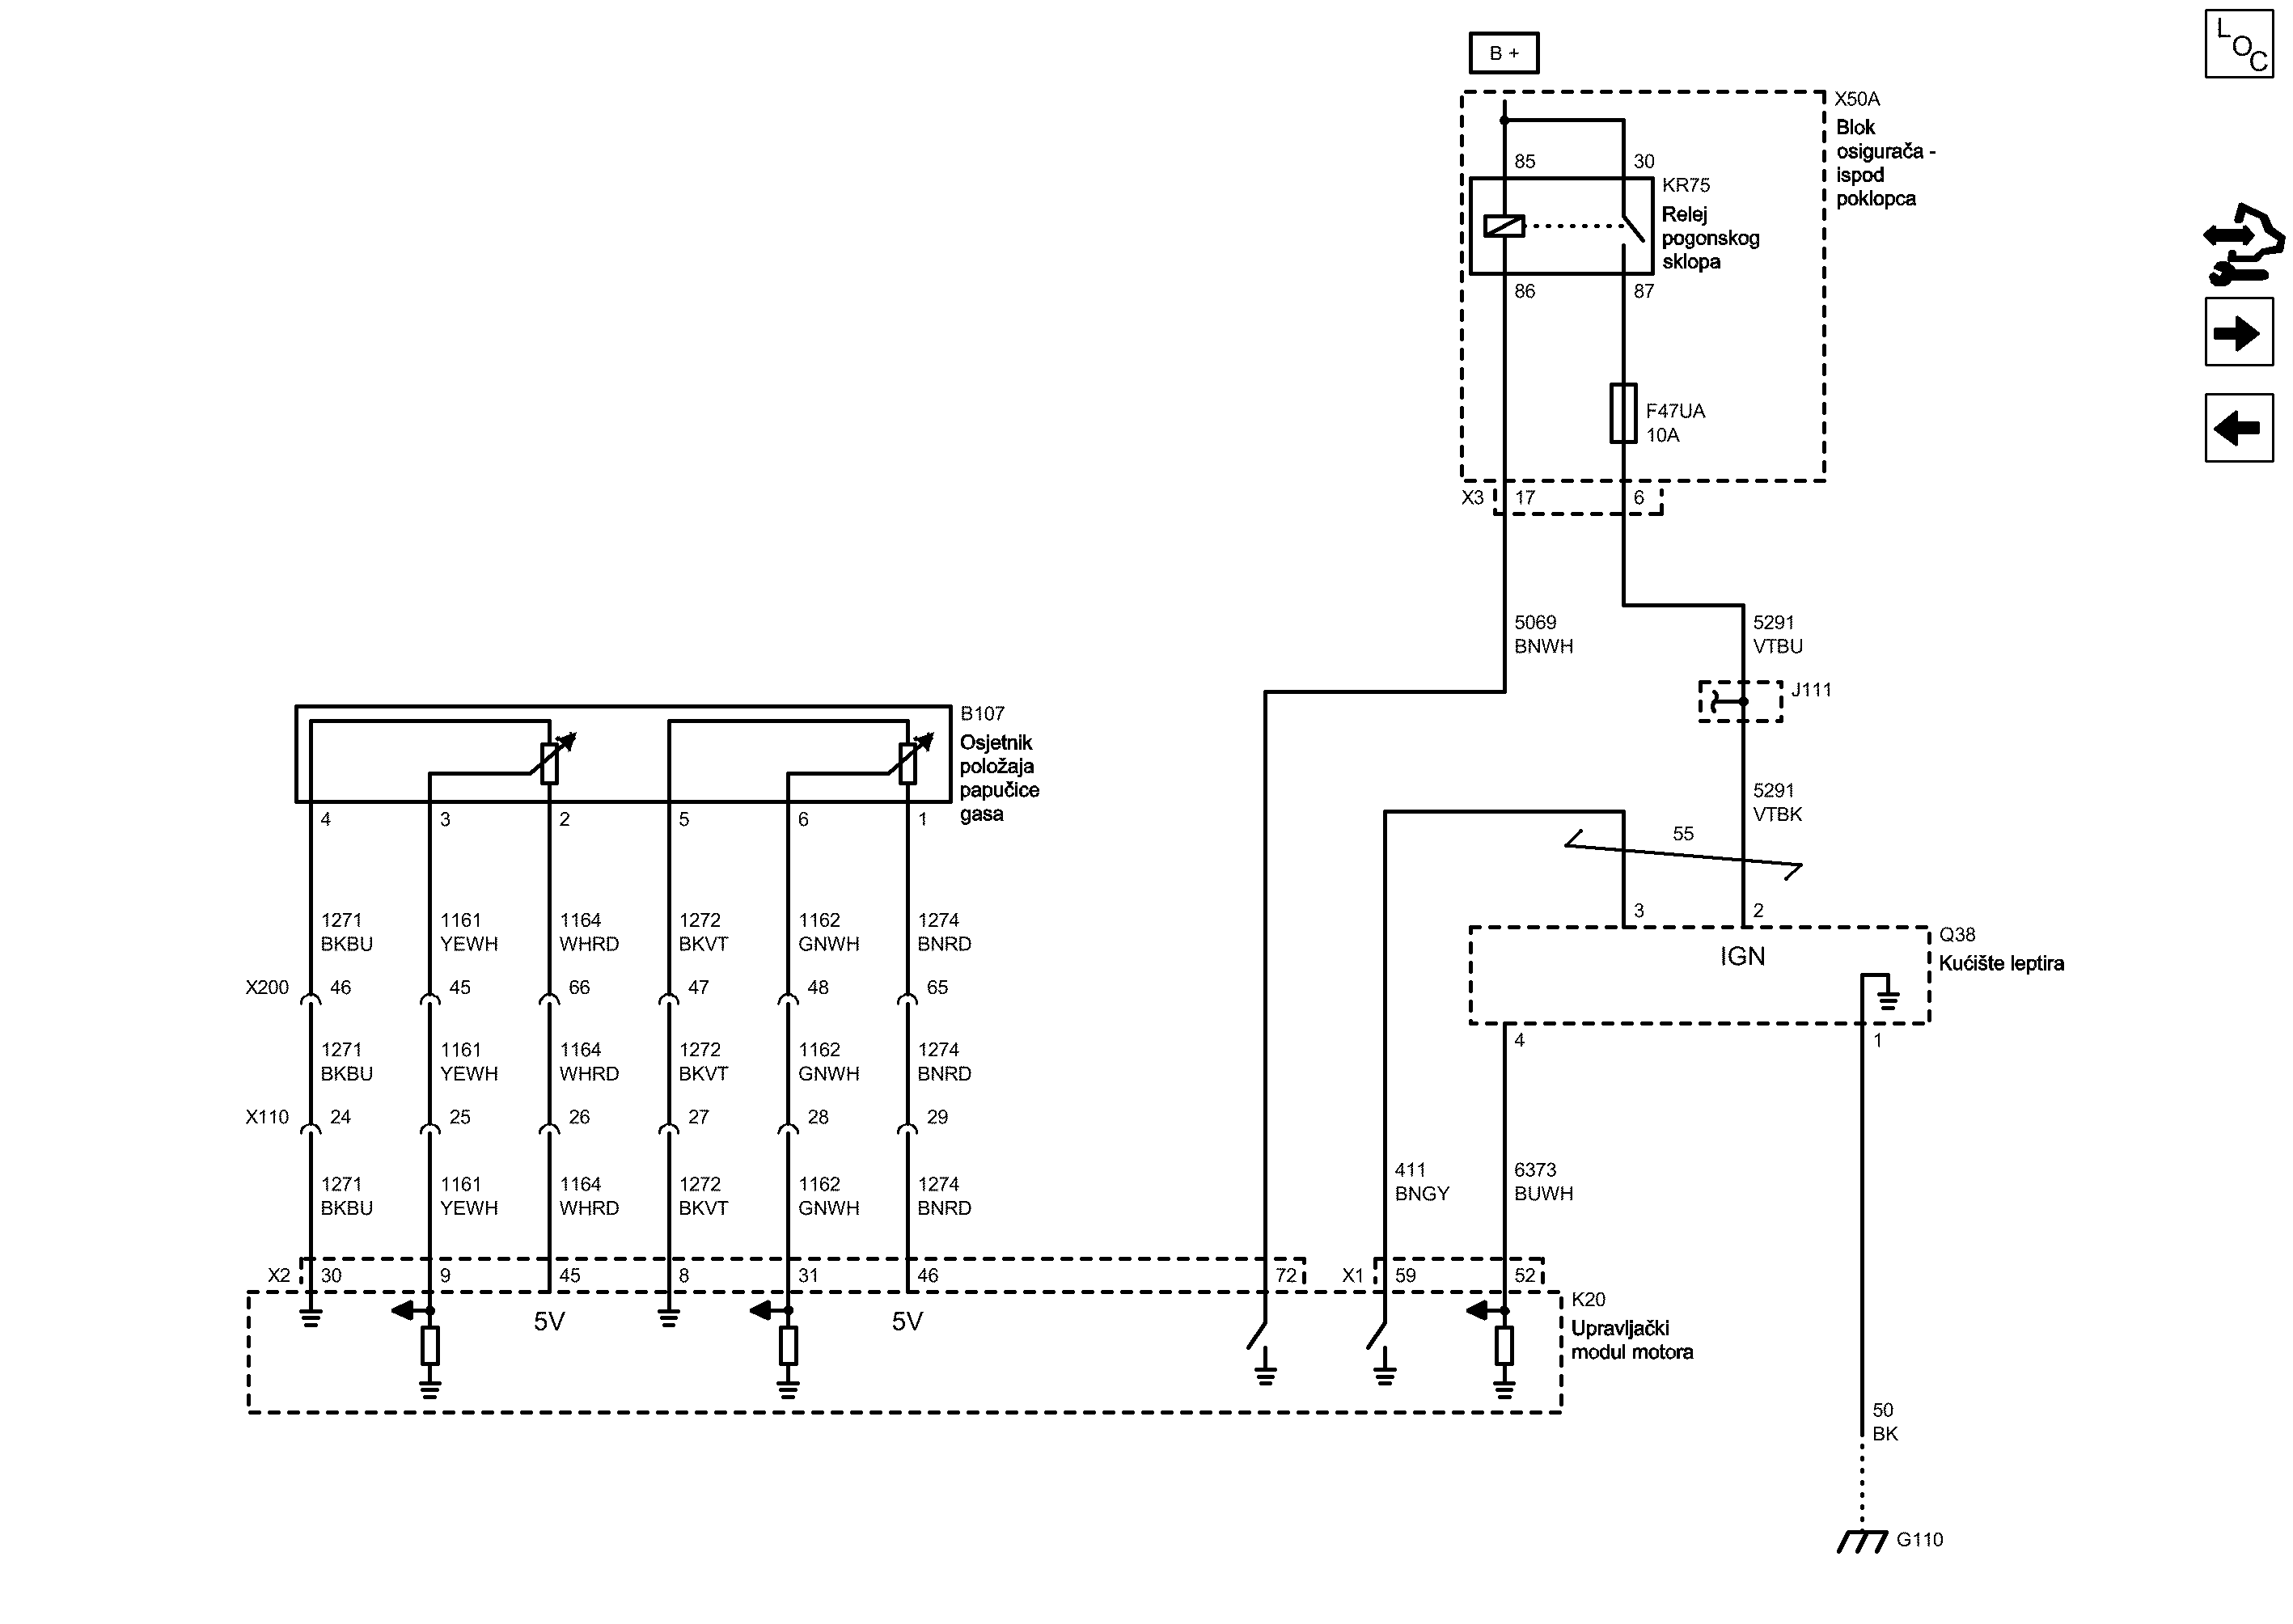 L
O
C
B +
X50A
Blok
osigurača -
ispod
poklopca
85
30
KR75
Relej
pogonskog
sklopa
86
87
F47UA
10A
X3
17
6
5069
BNWH
5291
VTBU
J111
B107
Osjetnik
položaja
papučice
gasa
4
3
2
5
6
1
5291
VTBK
55
3
2
IGN
Q38
Kućište leptira
4
1
1271
BKBU
1161
YEWH
1164
WHRD
1272
BKVT
1162
GNWH
1274
BNRD
X200
46
45
66
47
48
65
1271
BKBU
1161
YEWH
1164
WHRD
1272
BKVT
1162
GNWH
1274
BNRD
X110
24
25
26
27
28
29
1271
BKBU
1161
YEWH
1164
WHRD
1272
BKVT
1162
GNWH
1274
BNRD
411
BNGY
6373
BUWH
X2
30
9
45
8
31
46
72
X1
59
52
5V
5V
K20
Upravljački
modul motora
50
BK
G110